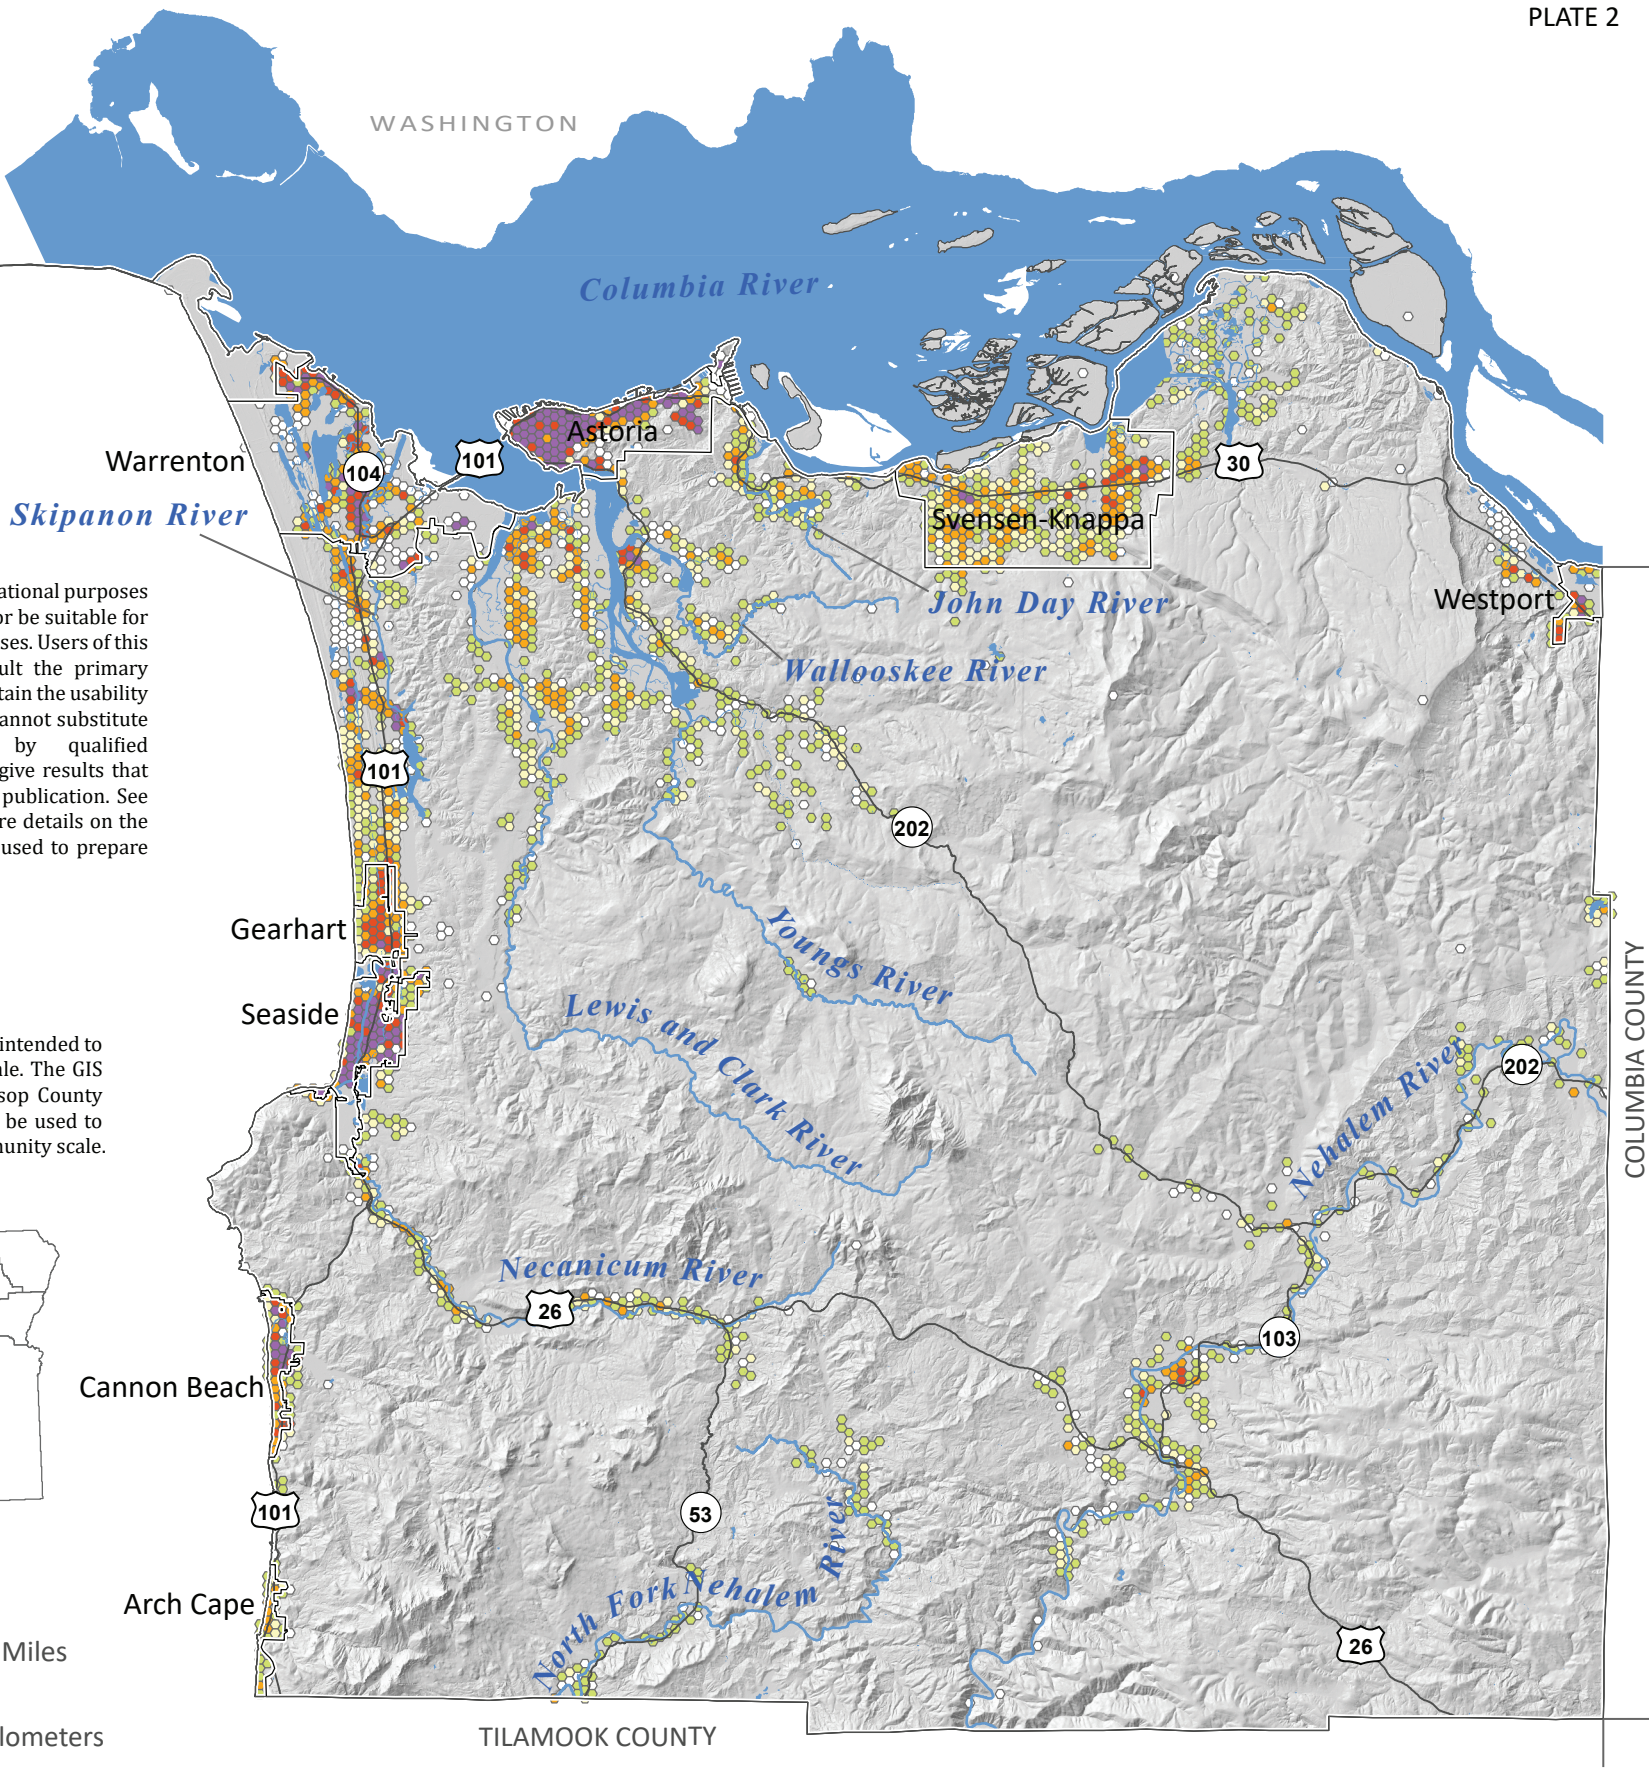 PLATE 2
WASHINGTON
Columbia River
Astoria
Warrenton
104
101
30
Skipanon River
Svensen-Knappa
ational purposes
or be suitable for
ses. Users of this
ult the primary
tain the usability
annot substitute
by qualified
give results that
publication. See
re details on the
used to prepare
John Day River
Westport
Wallooskee River
101
202
Gearhart
Youngs River
COLUMBIA COUNTY
Seaside
Lewis and Clark River
intended to
ale. The GIS
sop County
be used to
munity scale.
Nehalem River
202
Necanicum River
26
103
Cannon Beach
101
53
North Fork Nehalem River
Arch Cape
26
Miles
lometers
TILAMOOK COUNTY